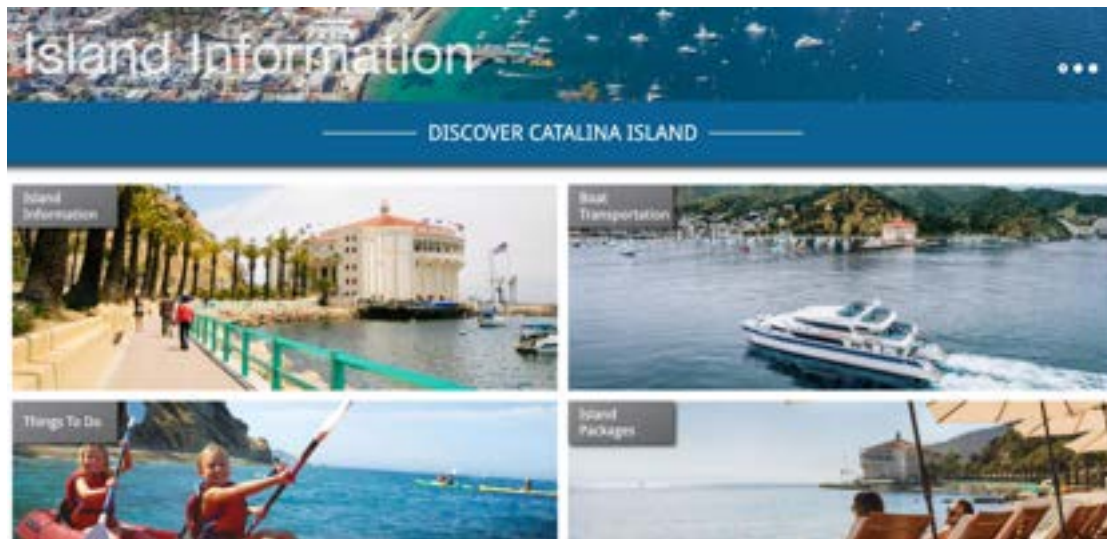 Island Information
DISCOVER CATALINA ISLAND
Island
Information
Boat
Transportation
Things To Do
Island
Packages